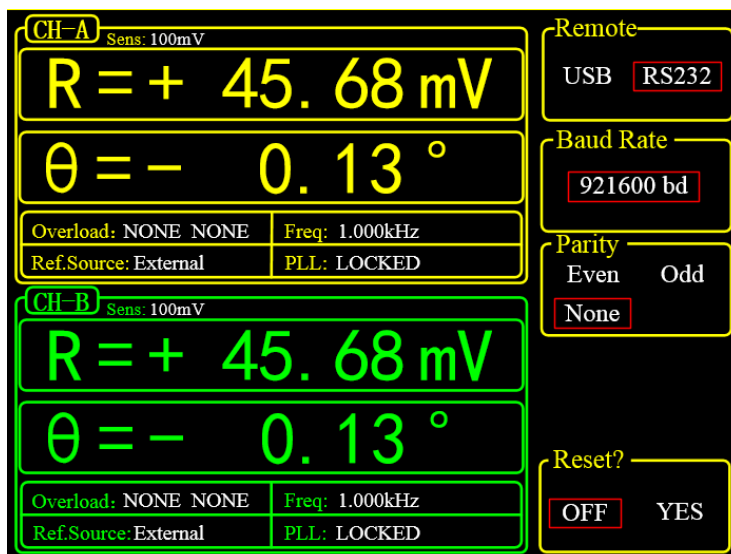 CH-A Sens: 100mV
R=+ 45.68 mV
θ=- 0.13 °
Overload: NONE NONE Freq: 1.000kHz
Ref.Source: External PLL: LOCKED
CH-B Sens: 100mV
R=+ 45.68 mV
θ=- 0.13 °
Overload: NONE NONE Freq: 1.000kHz
Ref.Source: External PLL: LOCKED
Remote
USB RS232
Baud Rate
921600 bd
Parity
Even Odd
None
Reset?
OFF YES